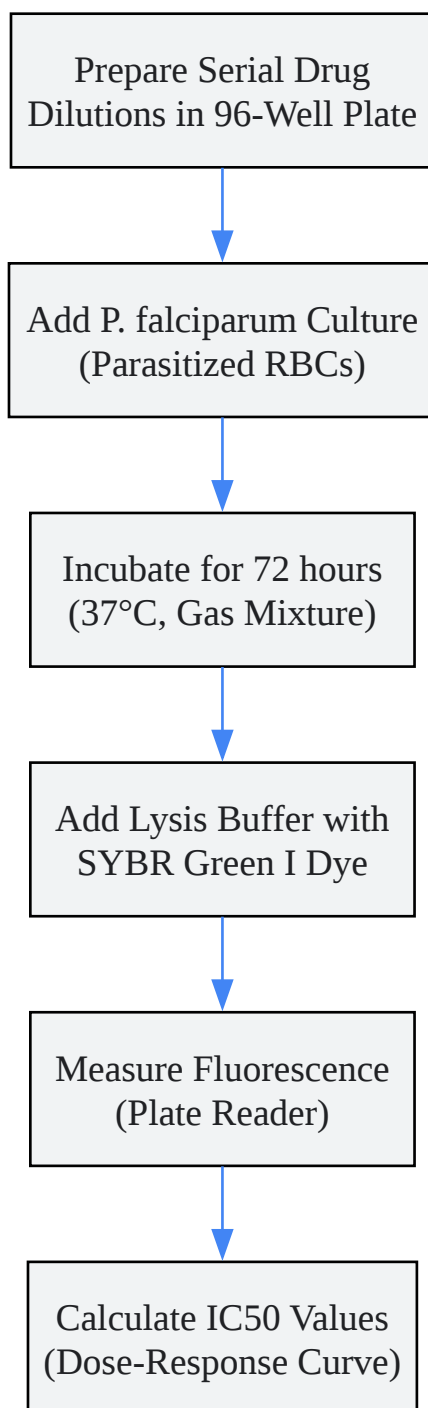 Prepare Serial Drug
Dilutions in 96-Well Plate
Add P. falciparum Culture
(Parasitized RBCs)
Incubate for 72 hours
(37°C, Gas Mixture)
Add Lysis Buffer with
SYBR Green I Dye
Measure Fluorescence
(Plate Reader)
Calculate IC50 Values
(Dose-Response Curve)